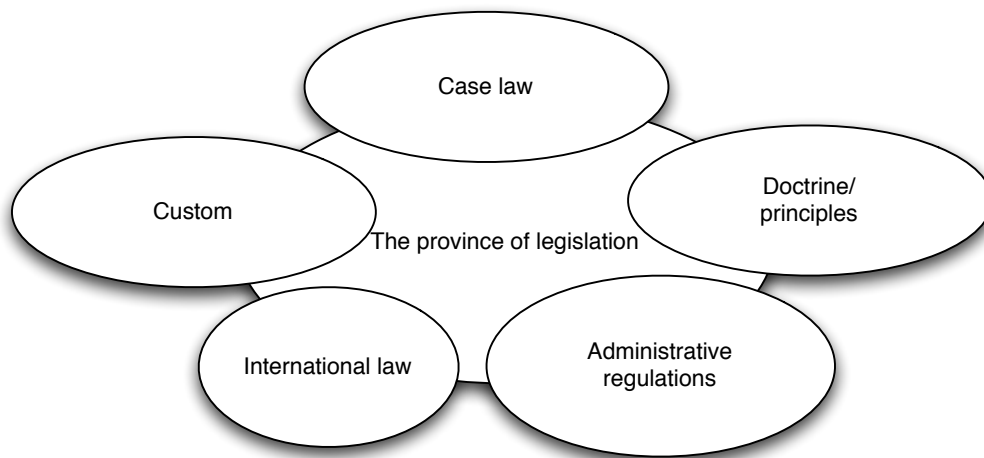 Case law
Doctrine/
principles
Custom
The province of legislation
International law
Administrative
regulations